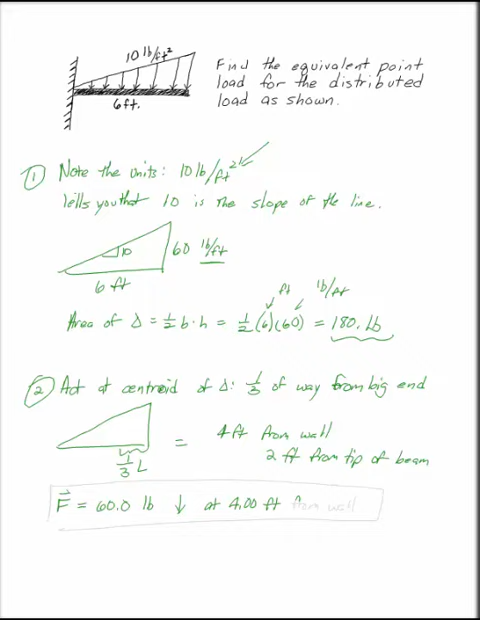 10 lb/ft²
6 ft.
Find the equivalent point
load for the distributed
load as shown.
① Note the units: 10 lb/ft²
tells you that 10 is the slope of the line.
10
60 lb/ft
6 ft
ft lb/ft
Area of Δ = 1/2 b·h = 1/2 (6)(60) = 180. lb
② Act at centroid of Δ: 1/3 of way from big end
1/3 L
= 4 ft from wall
2 ft from tip of beam
F = 60.0 lb ↓ at 4.00 ft from wall